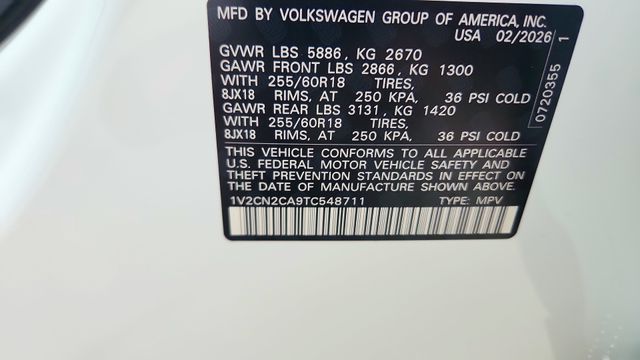 MFD BY VOLKSWAGEN GROUP OF AMERICA, INC.
USA 02/2026
GVWR LBS 5886, KG 2670
GAWR FRONT LBS 2866, KG 1300
WITH 255/60R18 TIRES,
8JX18 RIMS, AT 250 KPA, 36 PSI COLD
GAWR REAR LBS 3131, KG 1420
WITH 255/60R18 TIRES,
8JX18 RIMS, AT 250 KPA, 36 PSI COLD
THIS VEHICLE CONFORMS TO ALL APPLICABLE
U.S. FEDERAL MOTOR VEHICLE SAFETY AND
THEFT PREVENTION STANDARDS IN EFFECT ON
THE DATE OF MANUFACTURE SHOWN ABOVE.
1V2CN2CA9TC548711
TYPE: MPV
0720355 1